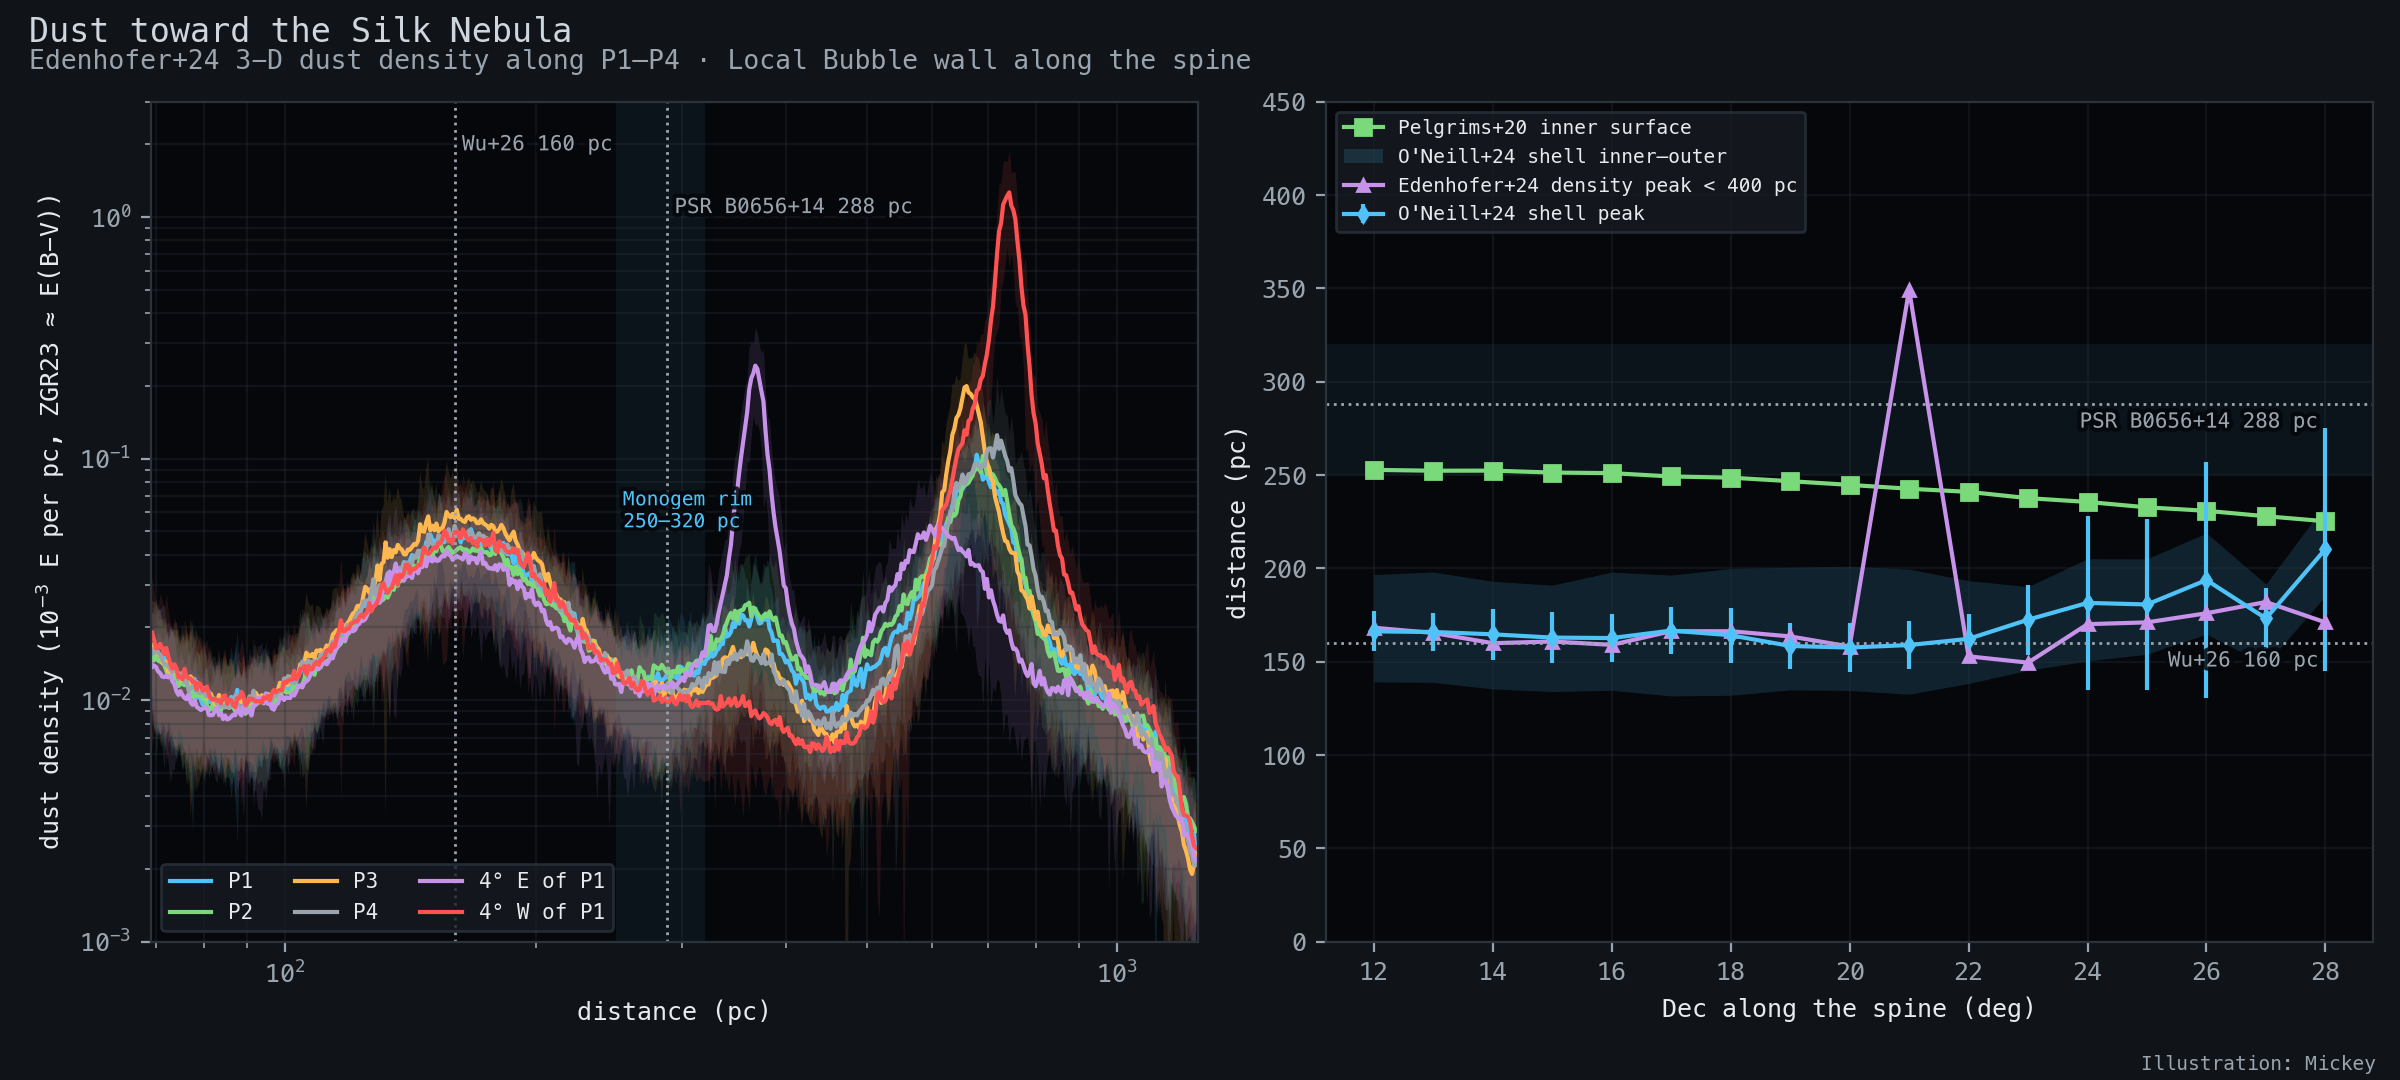 Dust toward the Silk Nebula
Edenhofer+24 3−D dust density along P1–P4 · Local Bubble wall along the spine
dust density (10⁻³ E per pc, ZGR23 ≈ E(B−V))
10⁰
10⁻¹
10⁻²
10⁻³
Wu+26 160 pc
PSR B0656+14 288 pc
Monogem rim
250–320 pc
P1
P2
P3
P4
4° E of P1
4° W of P1
10²
10³
distance (pc)
distance (pc)
450
400
350
300
250
200
150
100
50
0
Pelgrims+20 inner surface
O'Neill+24 shell inner–outer
Edenhofer+24 density peak < 400 pc
O'Neill+24 shell peak
PSR B0656+14 288 pc
Wu+26 160 pc
12
14
16
18
20
22
24
26
28
Dec along the spine (deg)
Illustration: Mickey